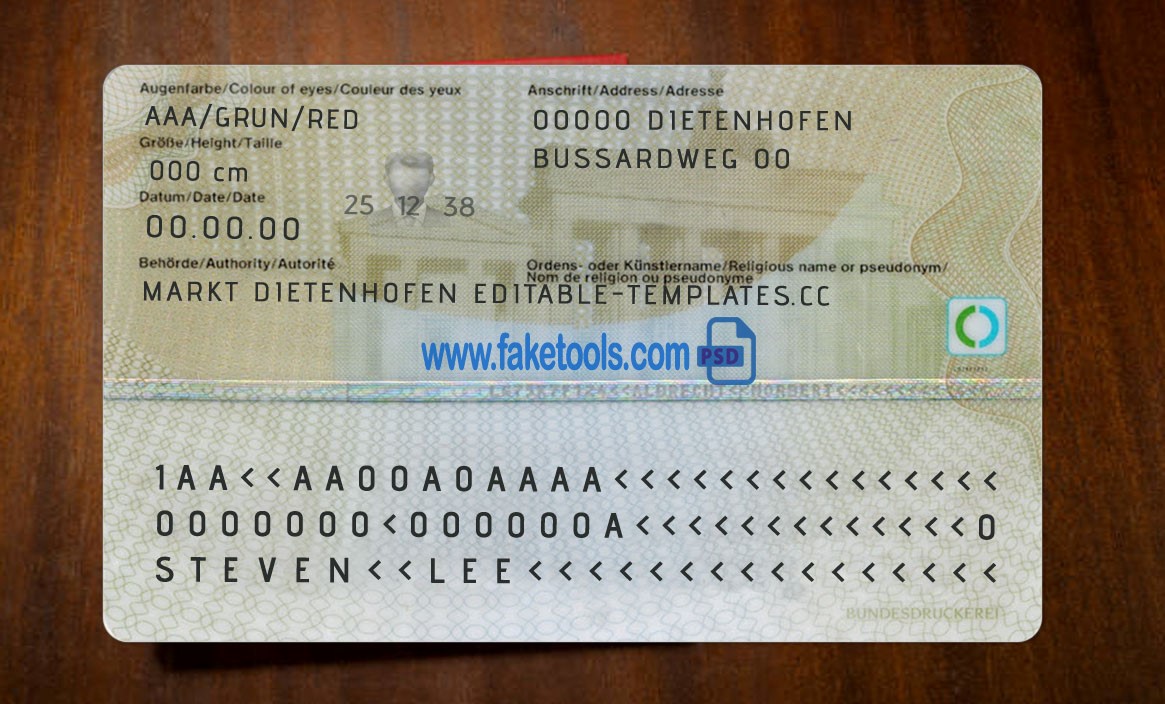 Augenfarbe/Colour of eyes/Couleur des yeux
AAA/GRUN/RED
Größe/Height/Taille
000 cm
Datum/Date/Date
00.00.00
25 12 38
Anschrift/Address/Adresse
00000 DIETENHOFEN
BUSSARDWEG 00
Behörde/Authority/Autorité
Ordens- oder Künstlername/Religious name or pseudonym/
Nom de religion ou pseudonyme
MARKT DIETENHOFEN EDITABLE-TEMPLATES.CC
www.faketools.com PSD
ALBRECHT<<NORBERT<<<<<<<<
1AA<<AA00A0AAAA<<<<<<<<<<<<<<<
0000000<000000A<<<<<<<<<<<<<0
STEVEN<<LEE<<<<<<<<<<<<<<<<<<
BUNDESDRUCKEREI